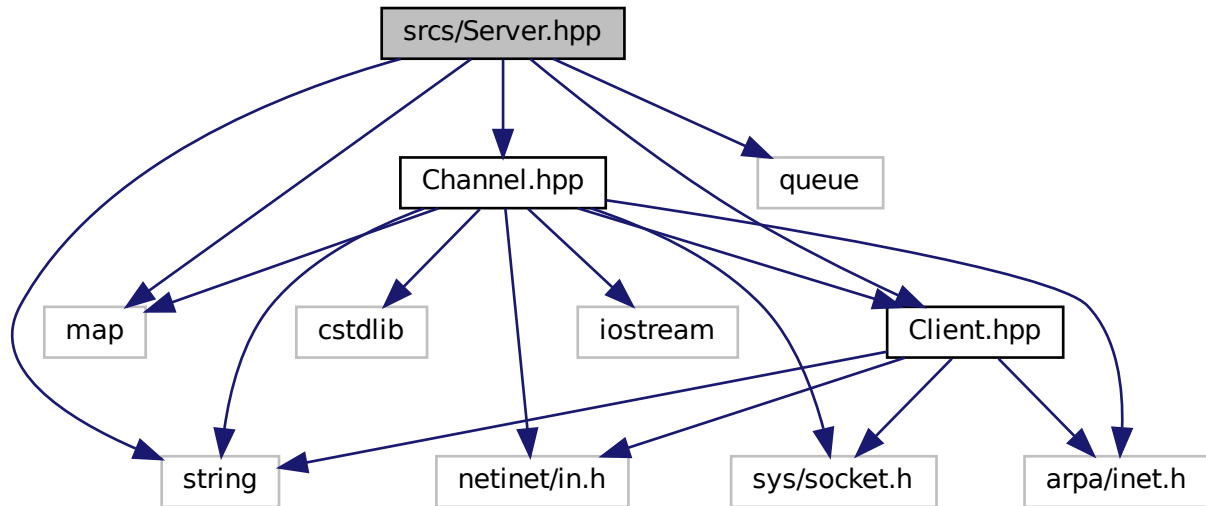 srcs/Server.hpp
Channel.hpp
queue
map
cstdlib
iostream
Client.hpp
string
netinet/in.h
sys/socket.h
arpa/inet.h